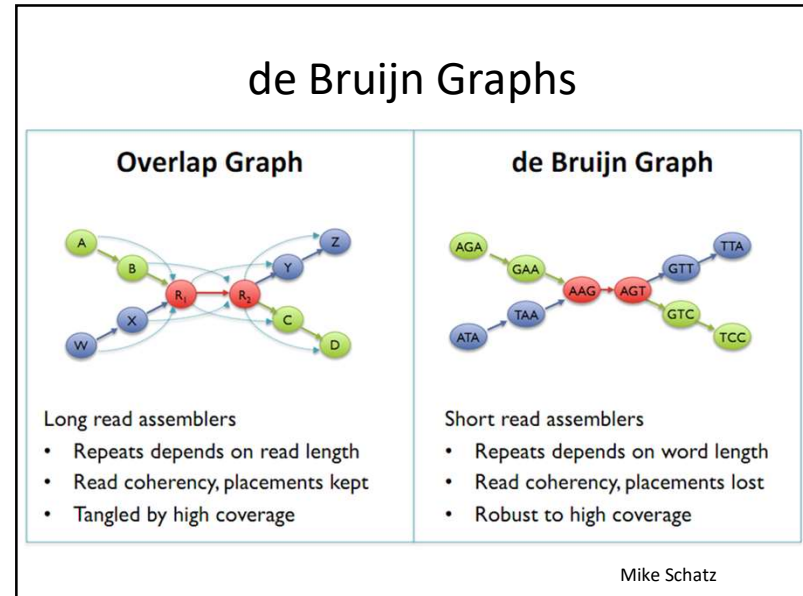 de Bruijn Graphs
Overlap Graph
A
B
R1
R2
X
W
Z
Y
C
D
Long read assemblers
• Repeats depends on read length
• Read coherency, placements kept
• Tangled by high coverage
de Bruijn Graph
AGA
GAA
AAG
AGT
TAA
ATA
GTT
TTA
GTC
TCC
Short read assemblers
• Repeats depends on word length
• Read coherency, placements lost
• Robust to high coverage
Mike Schatz